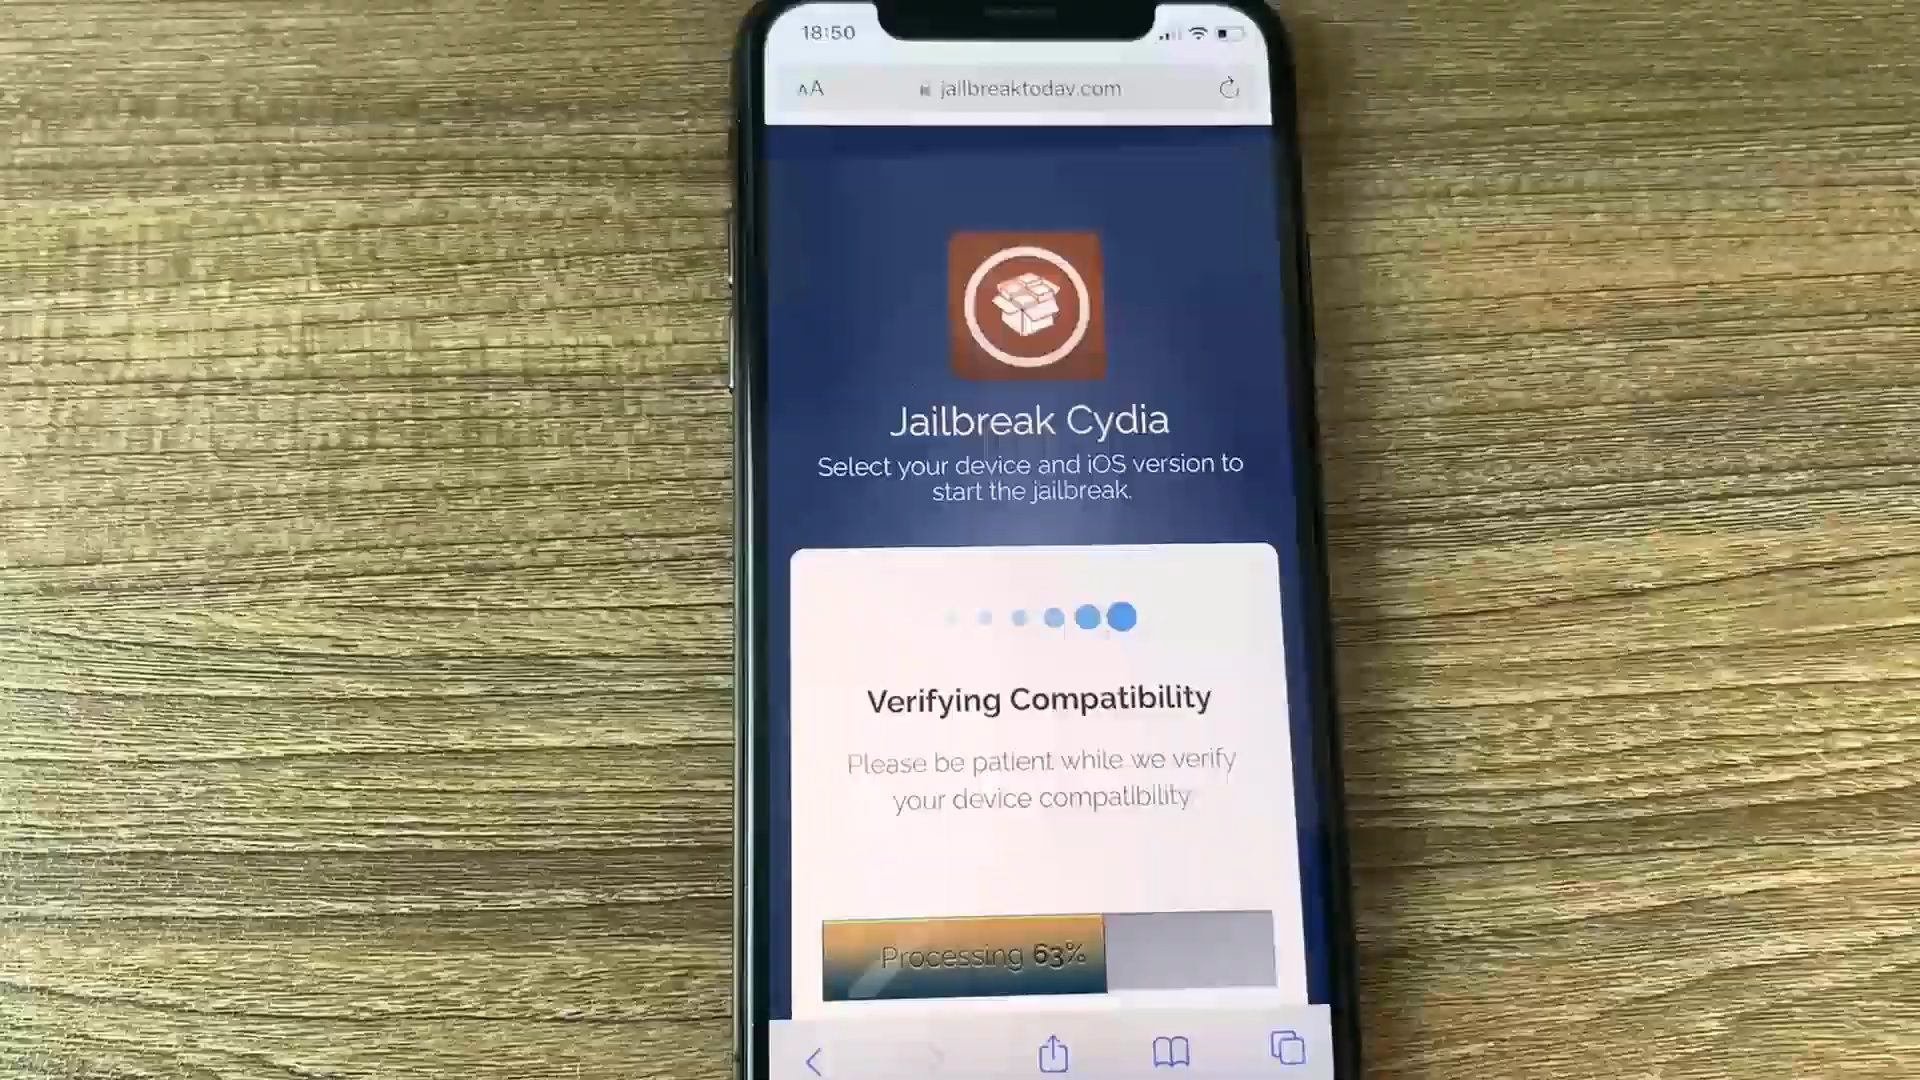 18:50
AA
jailbreaktoday.com
Jailbreak Cydia
Select your device and iOS version to
start the jailbreak.
Verifying Compatibility
Please be patient while we verify
your device compatibility
Processing 63%